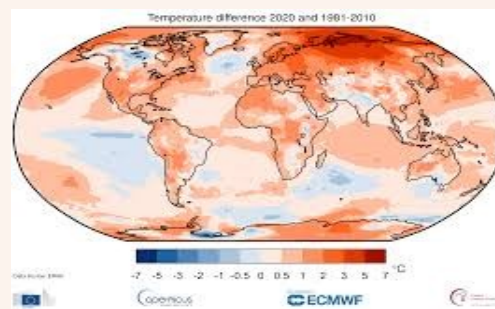 Temperature difference 2020 and 1981-2010
-7 -5 -3 -2 -1 -0.5 0 0.5 1 2 3 5 7 °C
Copernicus
ECMWF